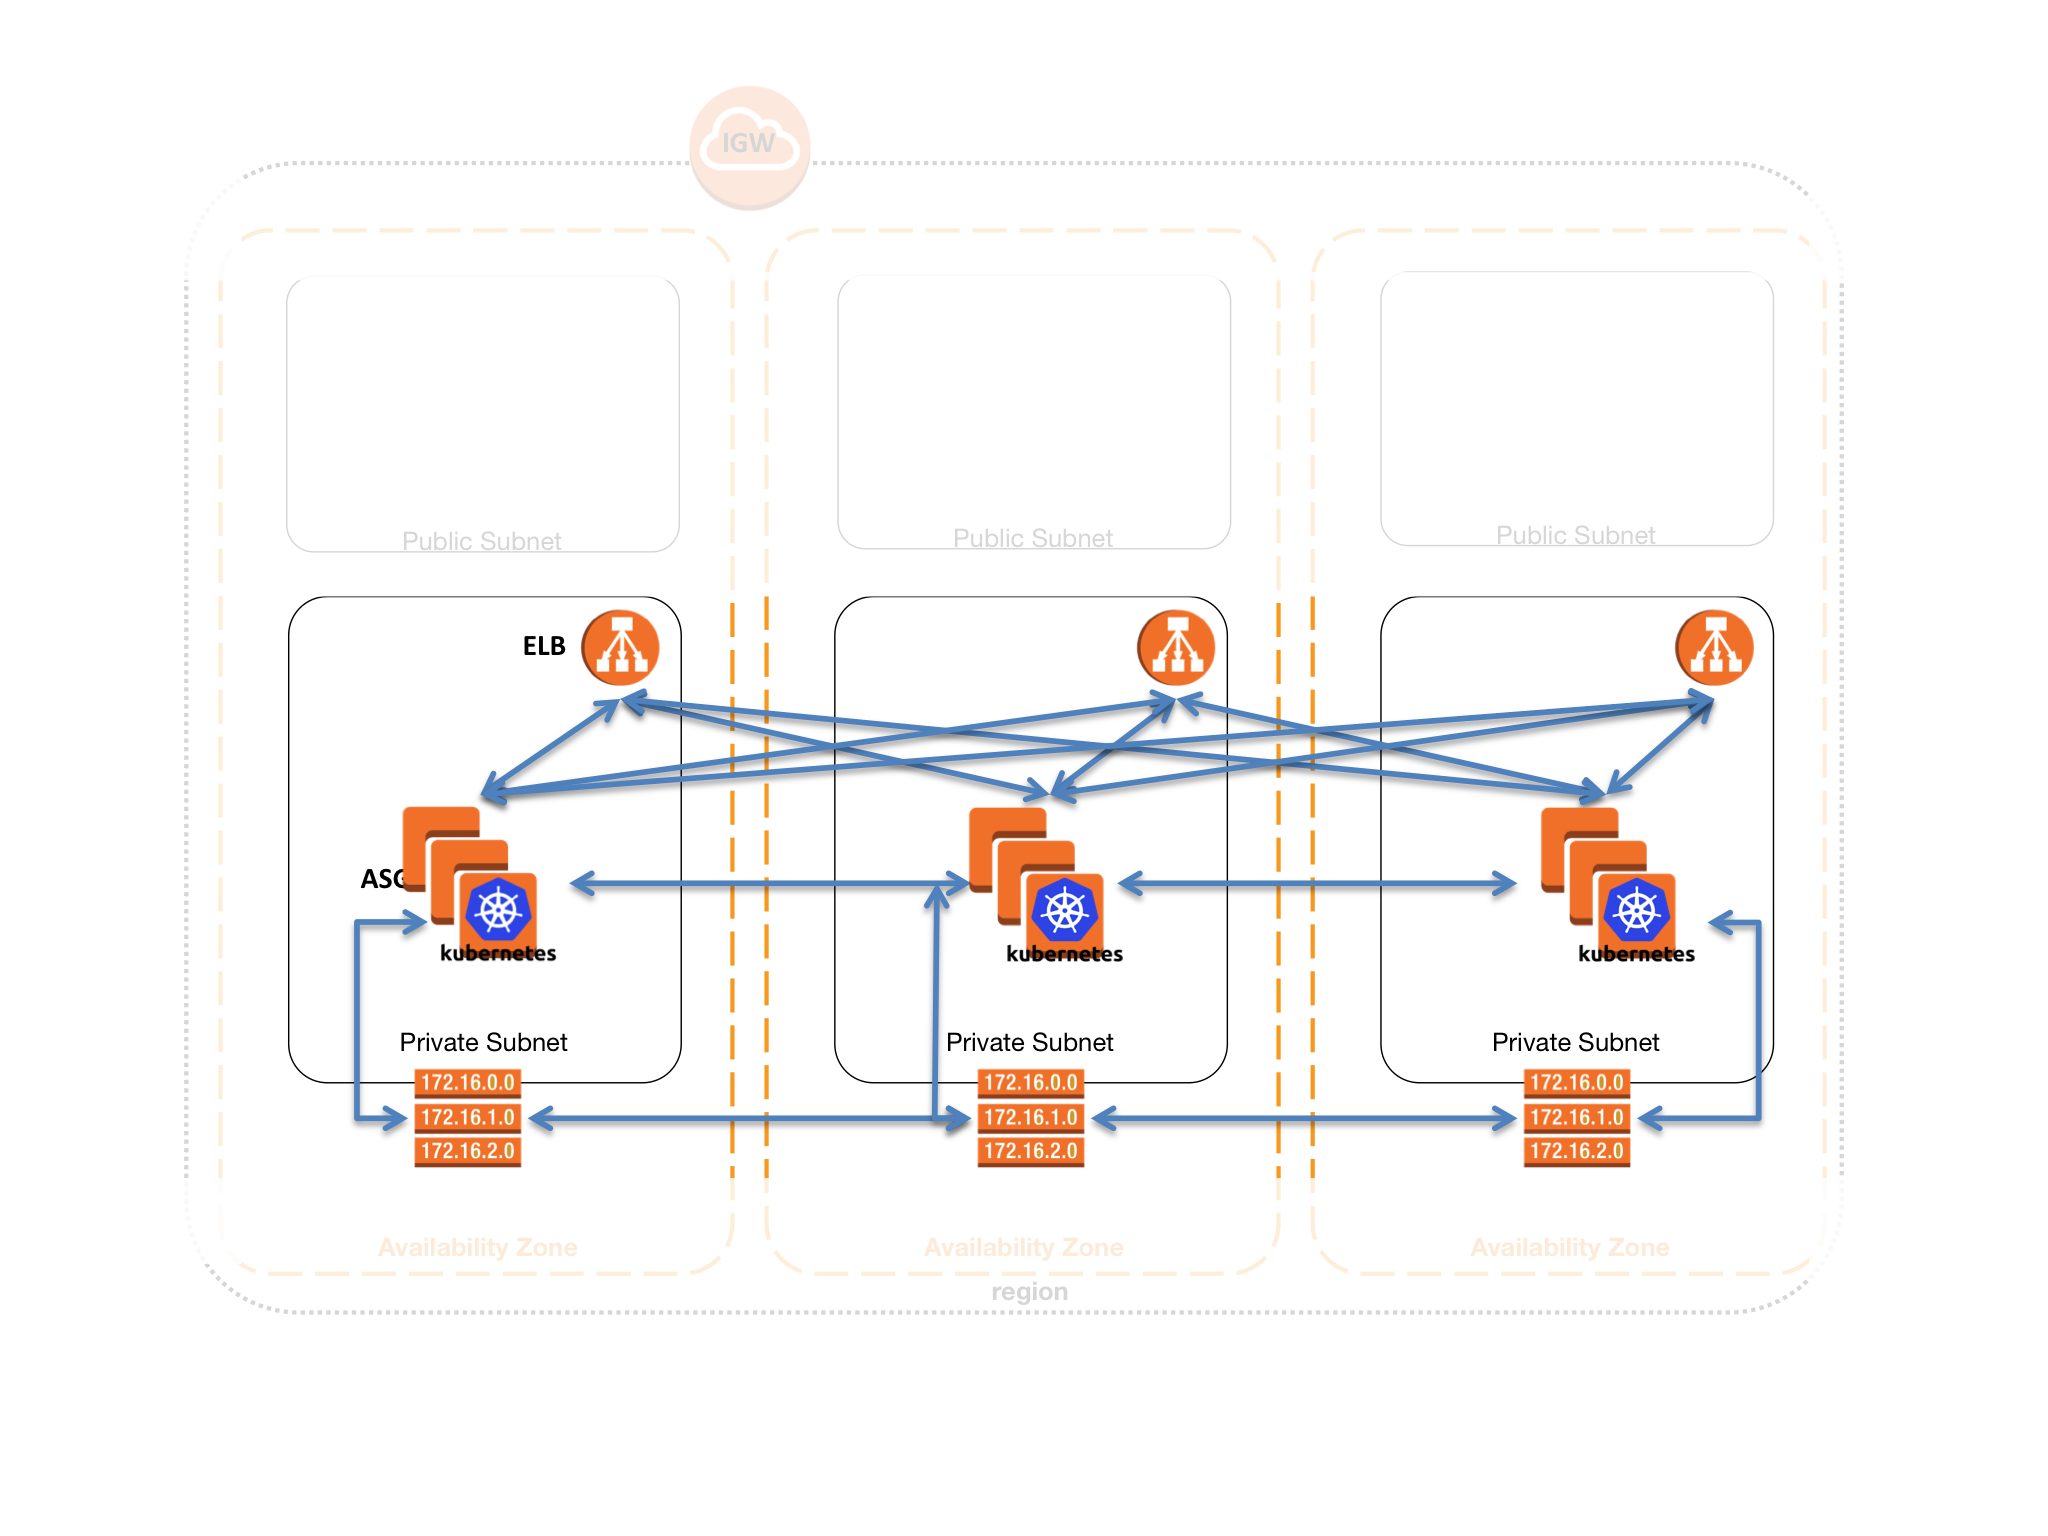 IGW
Public Subnet
Public Subnet
Public Subnet
ELB
ASG
kubernetes
kubernetes
kubernetes
Private Subnet
Private Subnet
Private Subnet
172.16.0.0
172.16.1.0
172.16.2.0
172.16.0.0
172.16.1.0
172.16.2.0
172.16.0.0
172.16.1.0
172.16.2.0
Availability Zone
Availability Zone
Availability Zone
region